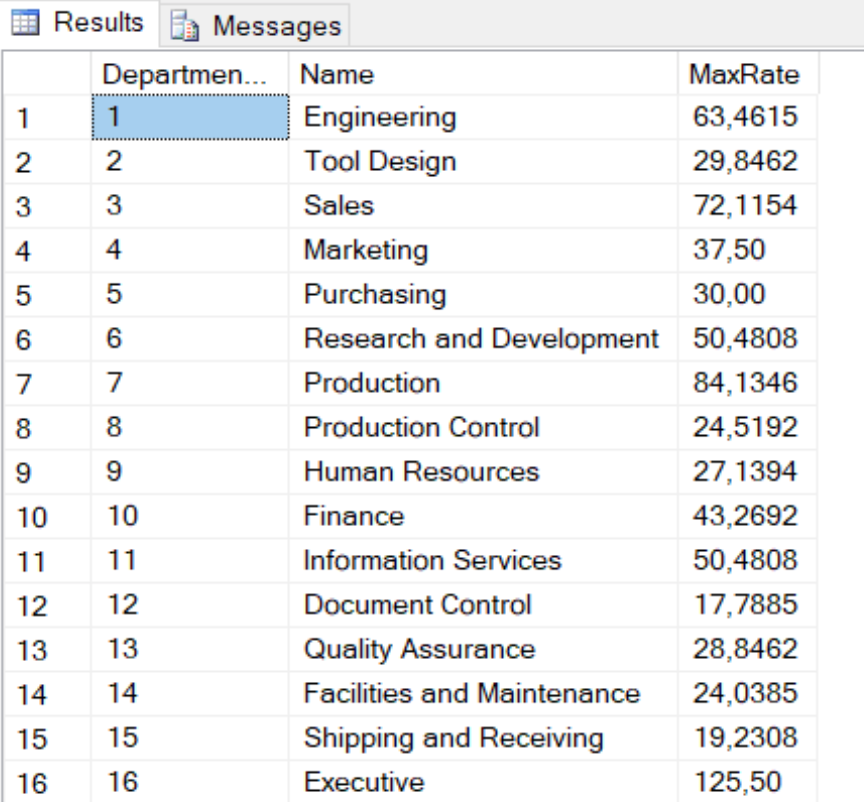 Results Messages
Departmen... Name MaxRate
1 1 Engineering 63,4615
2 2 Tool Design 29,8462
3 3 Sales 72,1154
4 4 Marketing 37,50
5 5 Purchasing 30,00
6 6 Research and Development 50,4808
7 7 Production 84,1346
8 8 Production Control 24,5192
9 9 Human Resources 27,1394
10 10 Finance 43,2692
11 11 Information Services 50,4808
12 12 Document Control 17,7885
13 13 Quality Assurance 28,8462
14 14 Facilities and Maintenance 24,0385
15 15 Shipping and Receiving 19,2308
16 16 Executive 125,50